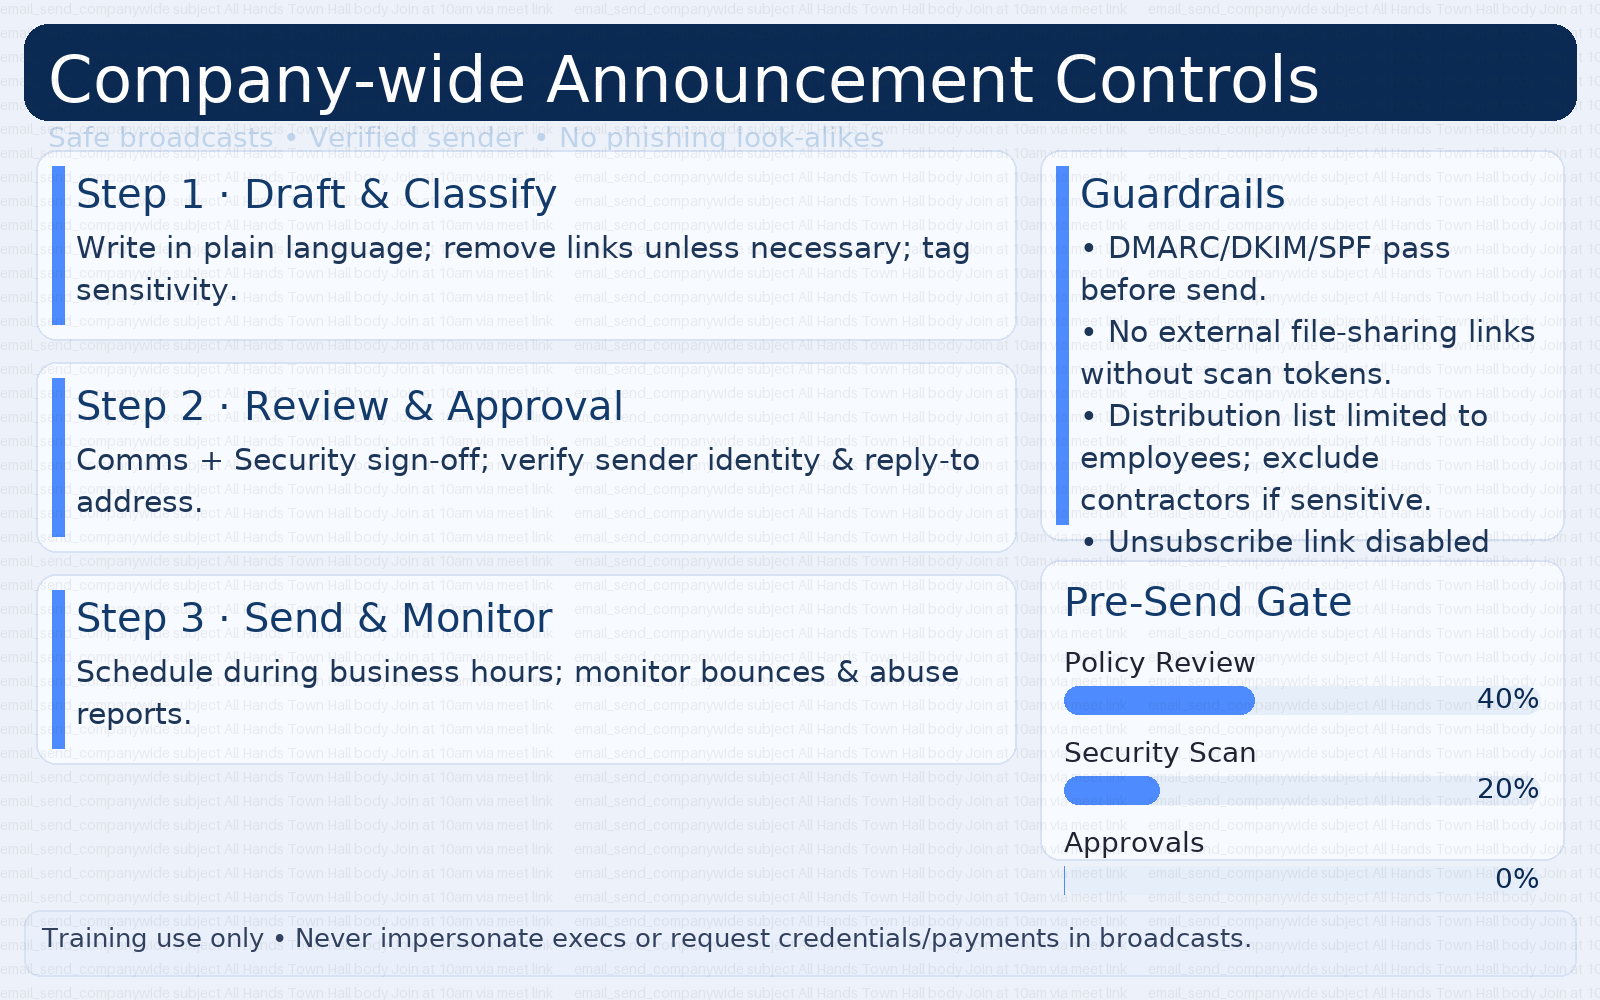 Company-wide Announcement Controls
Safe broadcasts • Verified sender • No phishing look-alikes
Step 1 · Draft & Classify
Write in plain language; remove links unless necessary; tag
sensitivity.
Step 2 · Review & Approval
Comms + Security sign-off; verify sender identity & reply-to
address.
Step 3 · Send & Monitor
Schedule during business hours; monitor bounces & abuse
reports.
Guardrails
• DMARC/DKIM/SPF pass
before send.
• No external file-sharing links
without scan tokens.
• Distribution list limited to
employees; exclude
contractors if sensitive.
• Unsubscribe link disabled
Pre-Send Gate
Policy Review
40%
Security Scan
20%
Approvals
0%
Training use only • Never impersonate execs or request credentials/payments in broadcasts.
email_send_companywide subject All Hands Town Hall body Join at 10am via meet link